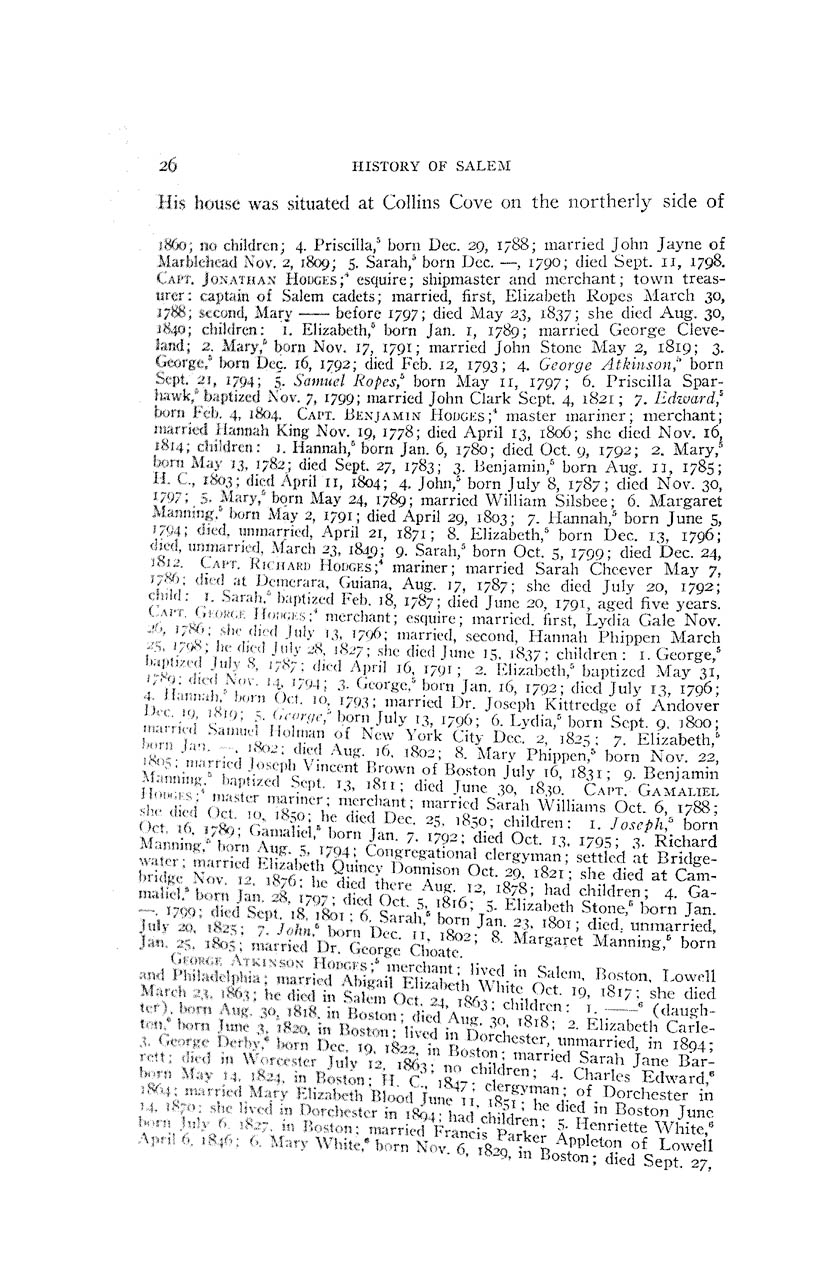 26 HISTORY OF SALEM
His house was situated at Collins Cove on the northerly side of
1860; no children; 4. Priscilla,⁵ born Dec. 29, 1788; married John Jayne of
Marblehead Nov. 2, 1809; 5. Sarah,⁵ born Dec. —, 1790; died Sept. 11, 1798.
CAPT. JONATHAN HODGES;⁴ esquire; shipmaster and merchant; town treas-
urer: captain of Salem cadets; married, first, Elizabeth Ropes March 30,
1788; second, Mary —— before 1797; died May 23, 1837; she died Aug. 30,
1840; children: 1. Elizabeth,⁵ born Jan. 1, 1789; married George Cleve-
land; 2. Mary,⁵ born Nov. 17, 1791; married John Stone May 2, 1819; 3.
George,⁵ born Dec. 16, 1792; died Feb. 12, 1793; 4. George Atkinson,⁵ born
Sept. 21, 1794; 5. Samuel Ropes,⁵ born May 11, 1797; 6. Priscilla Spar-
hawk,⁵ baptized Nov. 7, 1799; married John Clark Sept. 4, 1821; 7. Edward,⁵
born Feb. 4, 1804. CAPT. BENJAMIN HODGES;⁴ master mariner; merchant;
married Hannah King Nov. 19, 1778; died April 13, 1806; she died Nov. 16,
1814; children: 1. Hannah,⁵ born Jan. 6, 1780; died Oct. 9, 1792; 2. Mary,⁵
born May 13, 1782; died Sept. 27, 1783; 3. Benjamin,⁵ born Aug. 11, 1785;
H. C., 1803; died April 11, 1804; 4. John,⁵ born July 8, 1787; died Nov. 30,
1797; 5. Mary,⁵ born May 24, 1789; married William Silsbee; 6. Margaret
Manning,⁵ born May 2, 1791; died April 29, 1803; 7. Hannah,⁵ born June 5,
1794; died, unmarried, April 21, 1871; 8. Elizabeth,⁵ born Dec. 13, 1796;
died, unmarried, March 23, 1849; 9. Sarah,⁵ born Oct. 5, 1799; died Dec. 24,
1812. CAPT. RICHARD HODGES;⁴ mariner; married Sarah Cheever May 7,
1786; died at Demerara, Guiana, Aug. 17, 1787; she died July 20, 1792;
child: 1. Sarah,⁵ baptized Feb. 18, 1787; died June 20, 1791, aged five years.
CAPT. GEORGE HODGES;⁴ merchant; esquire; married, first, Lydia Gale Nov.
26, 1786; she died July 13, 1796; married, second, Hannah Phippen March
25, 1798; he died July 28, 1827; she died June 15, 1837; children: 1. George,⁵
baptized July 8, 1787; died April 16, 1791; 2. Elizabeth,⁵ baptized May 31,
1789; died Nov. 14, 1794; 3. George,⁵ born Jan. 16, 1792; died July 13, 1796;
4. Hannah,⁵ born Oct. 10, 1793; married Dr. Joseph Kittredge of Andover
Dec. 19, 1819; 5. George,⁵ born July 13, 1796; 6. Lydia,⁵ born Sept. 9, 1800;
married Samuel Holman of New York City Dec. 2, 1825; 7. Elizabeth,⁵
born Jan. —, 1802; died Aug. 16, 1802; 8. Mary Phippen,⁵ born Nov. 22,
1805; married Joseph Vincent Brown of Boston July 16, 1831; 9. Benjamin
Manning,⁵ baptized Sept. 13, 1811; died June 30, 1830. CAPT. GAMALIEL
HODGES;⁴ master mariner; merchant; married Sarah Williams Oct. 6, 1788;
she died Oct. 10, 1850; he died Dec. 25, 1850; children: 1. Joseph,⁵ born
Oct. 16, 1789; Gamaliel,⁵ born Jan. 7, 1792; died Oct. 13, 1795; 3. Richard
Manning,⁵ born Aug. 5, 1794; Congregational clergyman; settled at Bridge-
water; married Elizabeth Quincy Donnison Oct. 29, 1821; she died at Cam-
bridge Nov. 12, 1876; he died there Aug. 12, 1878; had children; 4. Ga-
maliel,⁵ born Jan. 28, 1797; died Oct. 5, 1816; 5. Elizabeth Stone,⁵ born Jan.
—, 1799; died Sept. 18, 1801; 6. Sarah,⁵ born Jan. 23, 1801; died, unmarried,
July 20, 1825; 7. John,⁵ born Dec. 11, 1802; 8. Margaret Manning,⁵ born
Jan. 25, 1805; married Dr. George Choate.
GEORGE ATKINSON HODGES;⁵ merchant; lived in Salem, Boston, Lowell
and Philadelphia; married Abigail Elizabeth White Oct. 19, 1817; she died
March 23, 1863; he died in Salem Oct. 24, 1863; children: 1. ——⁶ (daugh-
ter), born Aug. 30, 1818, in Boston; died Aug. 30, 1818; 2. Elizabeth Carle-
ton,⁶ born June 3, 1820, in Boston; lived in Dorchester, unmarried, in 1894;
3. George Derby,⁶ born Dec. 19, 1822, in Boston; married Sarah Jane Bar-
rett; died in Worcester July 12, 1863; no children; 4. Charles Edward,⁶
born May 14, 1824, in Boston; H. C., 1847; clergyman; of Dorchester in
1864; married Mary Elizabeth Blood June 11, 1851; he died in Boston June
14, 1870; she lived in Dorchester in 1894; had children; 5. Henriette White,⁶
born July 6, 1827, in Boston; married Francis Parker Appleton of Lowell
April 6, 1846; 6. Mary White,⁶ born Nov. 6, 1829, in Boston; died Sept. 27,